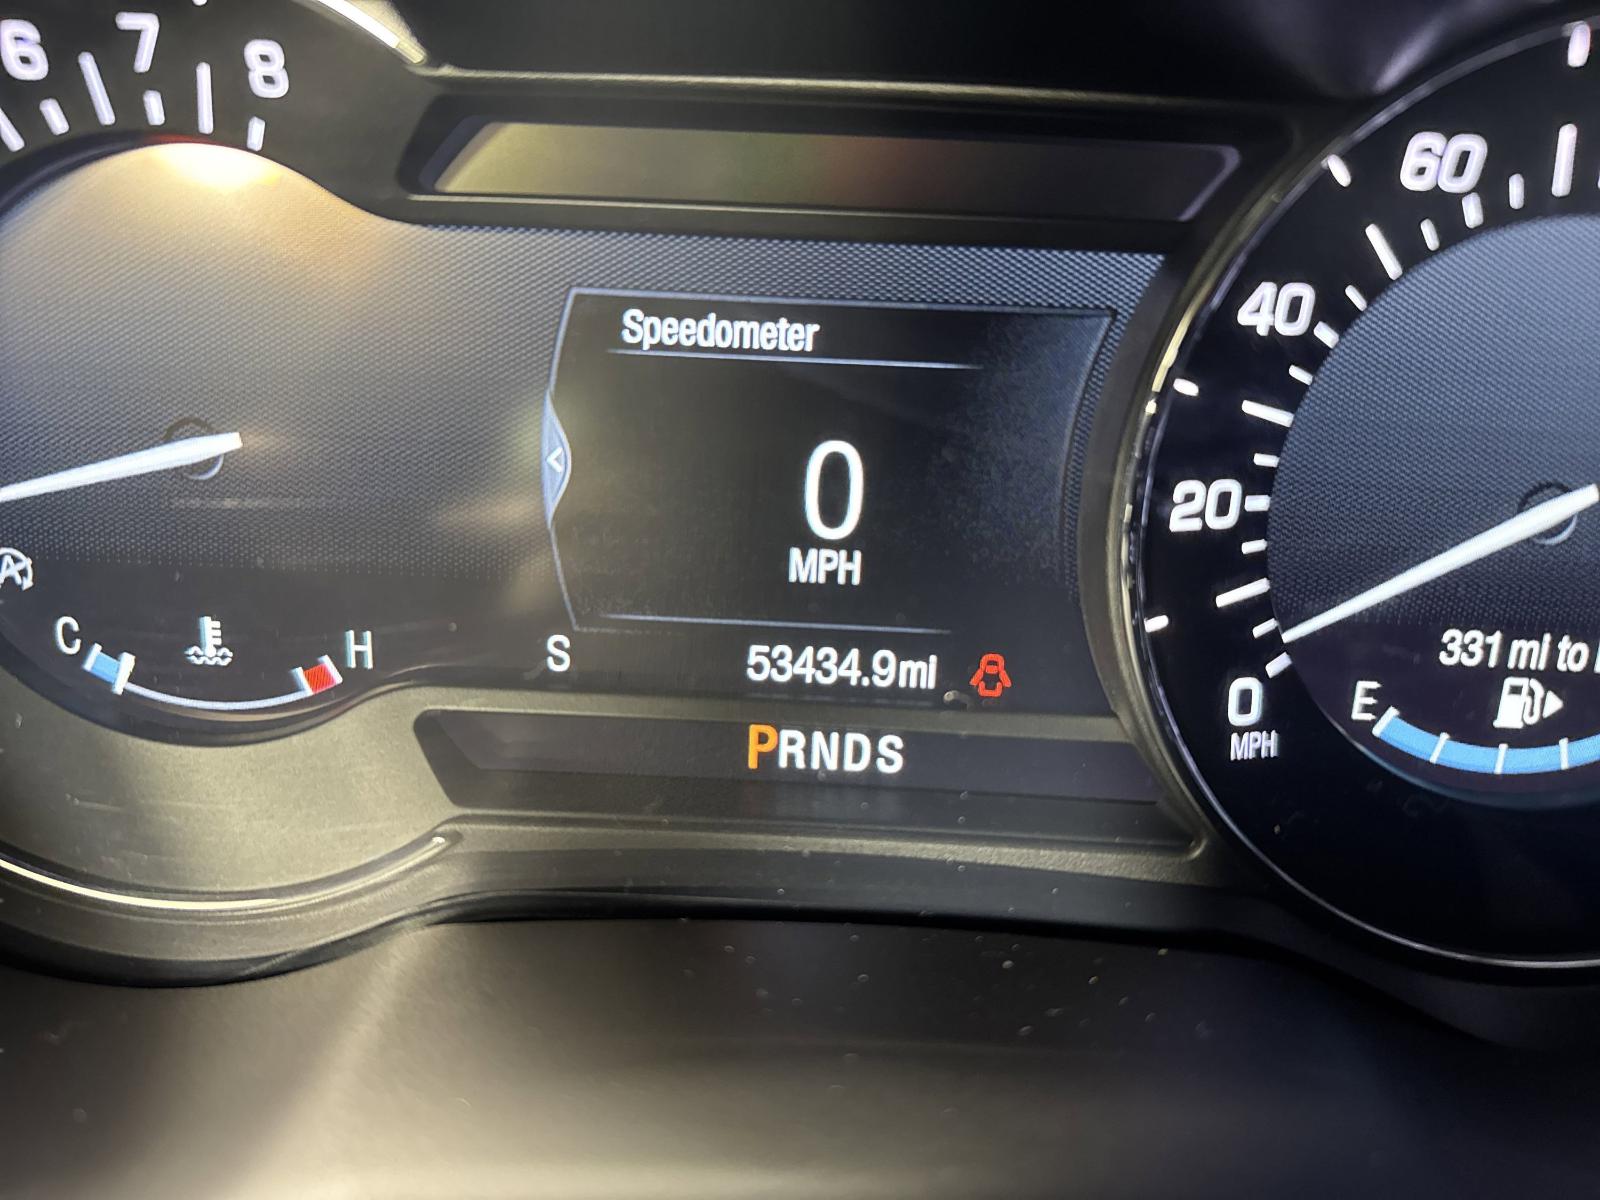 6 7 8
Speedometer
0
MPH
60
40
20
0
MPH
A
C H
S
53434.9mi
331 mi to
E
PRNDS